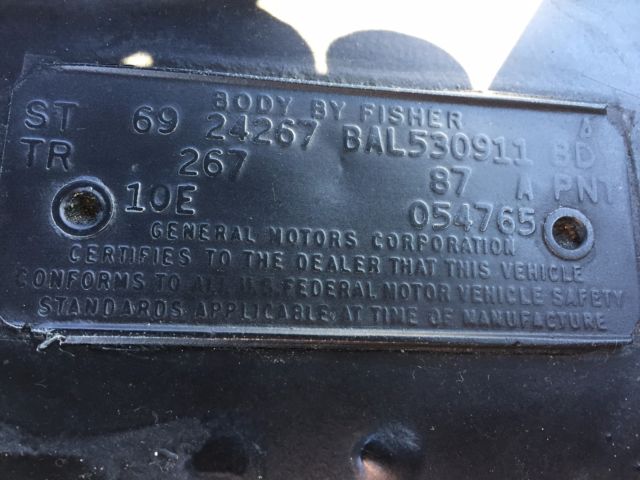 BODY BY FISHER
ST 69 24267 BAL530911 BD
TR 267 87 A PNT
10E 054765
GENERAL MOTORS CORPORATION
CERTIFIES TO THE DEALER THAT THIS VEHICLE
CONFORMS TO ALL U.S. FEDERAL MOTOR VEHICLE SAFETY
STANDARDS APPLICABLE AT TIME OF MANUFACTURE